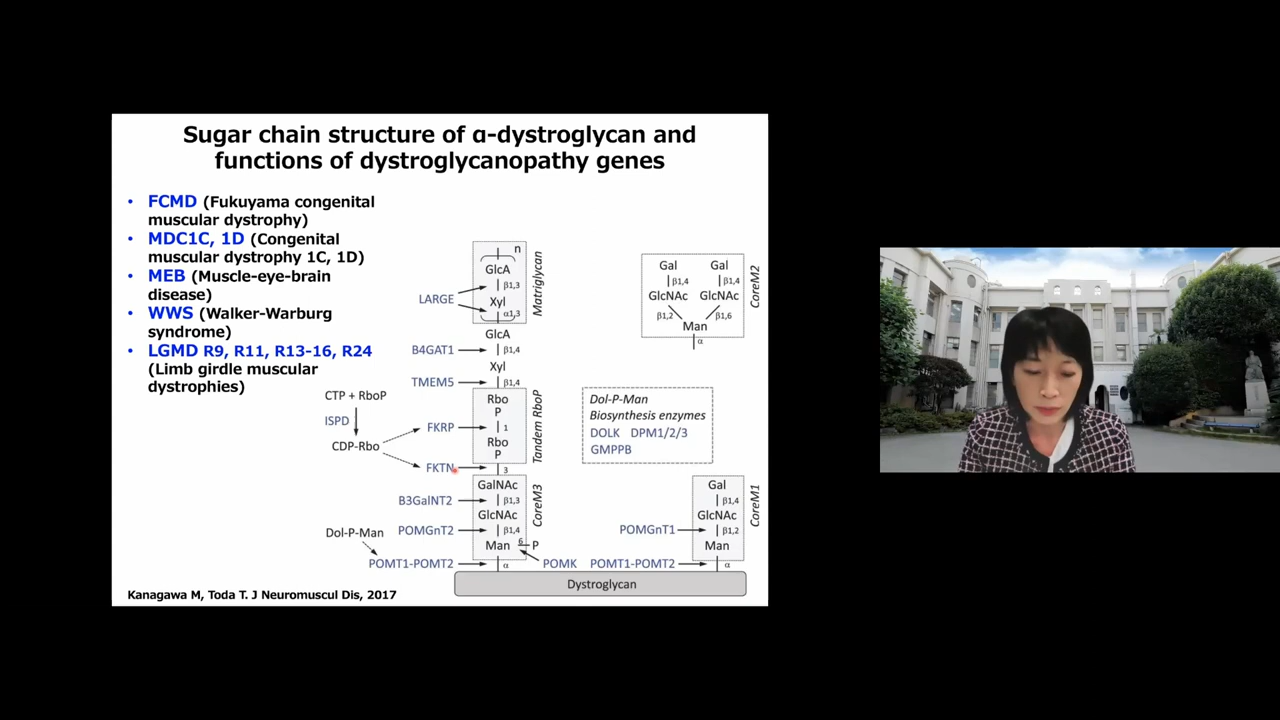 Sugar chain structure of α-dystroglycan and
functions of dystroglycanopathy genes
• FCMD (Fukuyama congenital
muscular dystrophy)
• MDC1C, 1D (Congenital
muscular dystrophy 1C, 1D)
• MEB (Muscle-eye-brain
disease)
• WWS (Walker-Warburg
syndrome)
• LGMD R9, R11, R13-16, R24
(Limb girdle muscular
dystrophies)
n
GlcA
β1,3
LARGE
Xyl
α1,3
Matriglycan
GlcA
B4GAT1
β1,4
Xyl
TMEM5
β1,4
CTP + RboP
ISPD
CDP-Rbo
Rbo
P
FKRP
1
Rbo
P
Tandem RboP
FKTN
3
GalNAc
B3GalNT2
β1,3
GlcNAc
POMGnT2
β1,4
Man
6
P
CoreM3
Dol-P-Man
POMT1-POMT2
α
POMK
Gal Gal
β1,4 β1,4
GlcNAc GlcNAc
β1,2 β1,6
Man
α
CoreM2
Dol-P-Man
Biosynthesis enzymes
DOLK DPM1/2/3
GMPPB
Gal
β1,4
GlcNAc
POMGnT1
β1,2
Man
CoreM1
POMT1-POMT2
α
Dystroglycan
Kanagawa M, Toda T. J Neuromuscul Dis, 2017